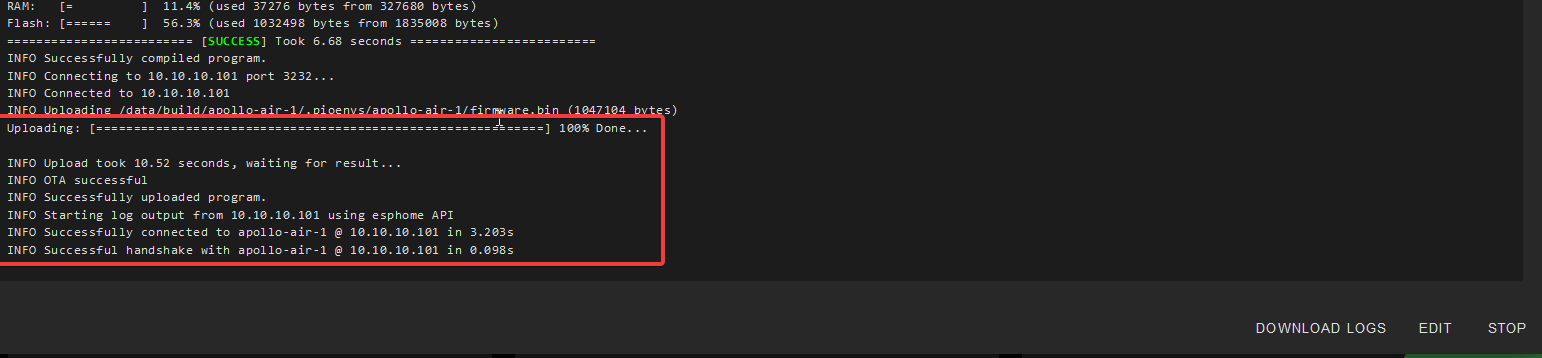 RAM:   [=         ]  11.4% (used 37276 bytes from 327680 bytes)
Flash: [======    ]  56.3% (used 1032498 bytes from 1835008 bytes)
========================= [SUCCESS] Took 6.68 seconds =========================
INFO Successfully compiled program.
INFO Connecting to 10.10.10.101 port 3232...
INFO Connected to 10.10.10.101
INFO Uploading /data/build/apollo-air-1/.pioenvs/apollo-air-1/firmware.bin (1047104 bytes)
Uploading: [============================================================] 100% Done...
INFO Upload took 10.52 seconds, waiting for result...
INFO OTA successful
INFO Successfully uploaded program.
INFO Starting log output from 10.10.10.101 using esphome API
INFO Successfully connected to apollo-air-1 @ 10.10.10.101 in 3.203s
INFO Successful handshake with apollo-air-1 @ 10.10.10.101 in 0.098s
DOWNLOAD LOGS EDIT STOP